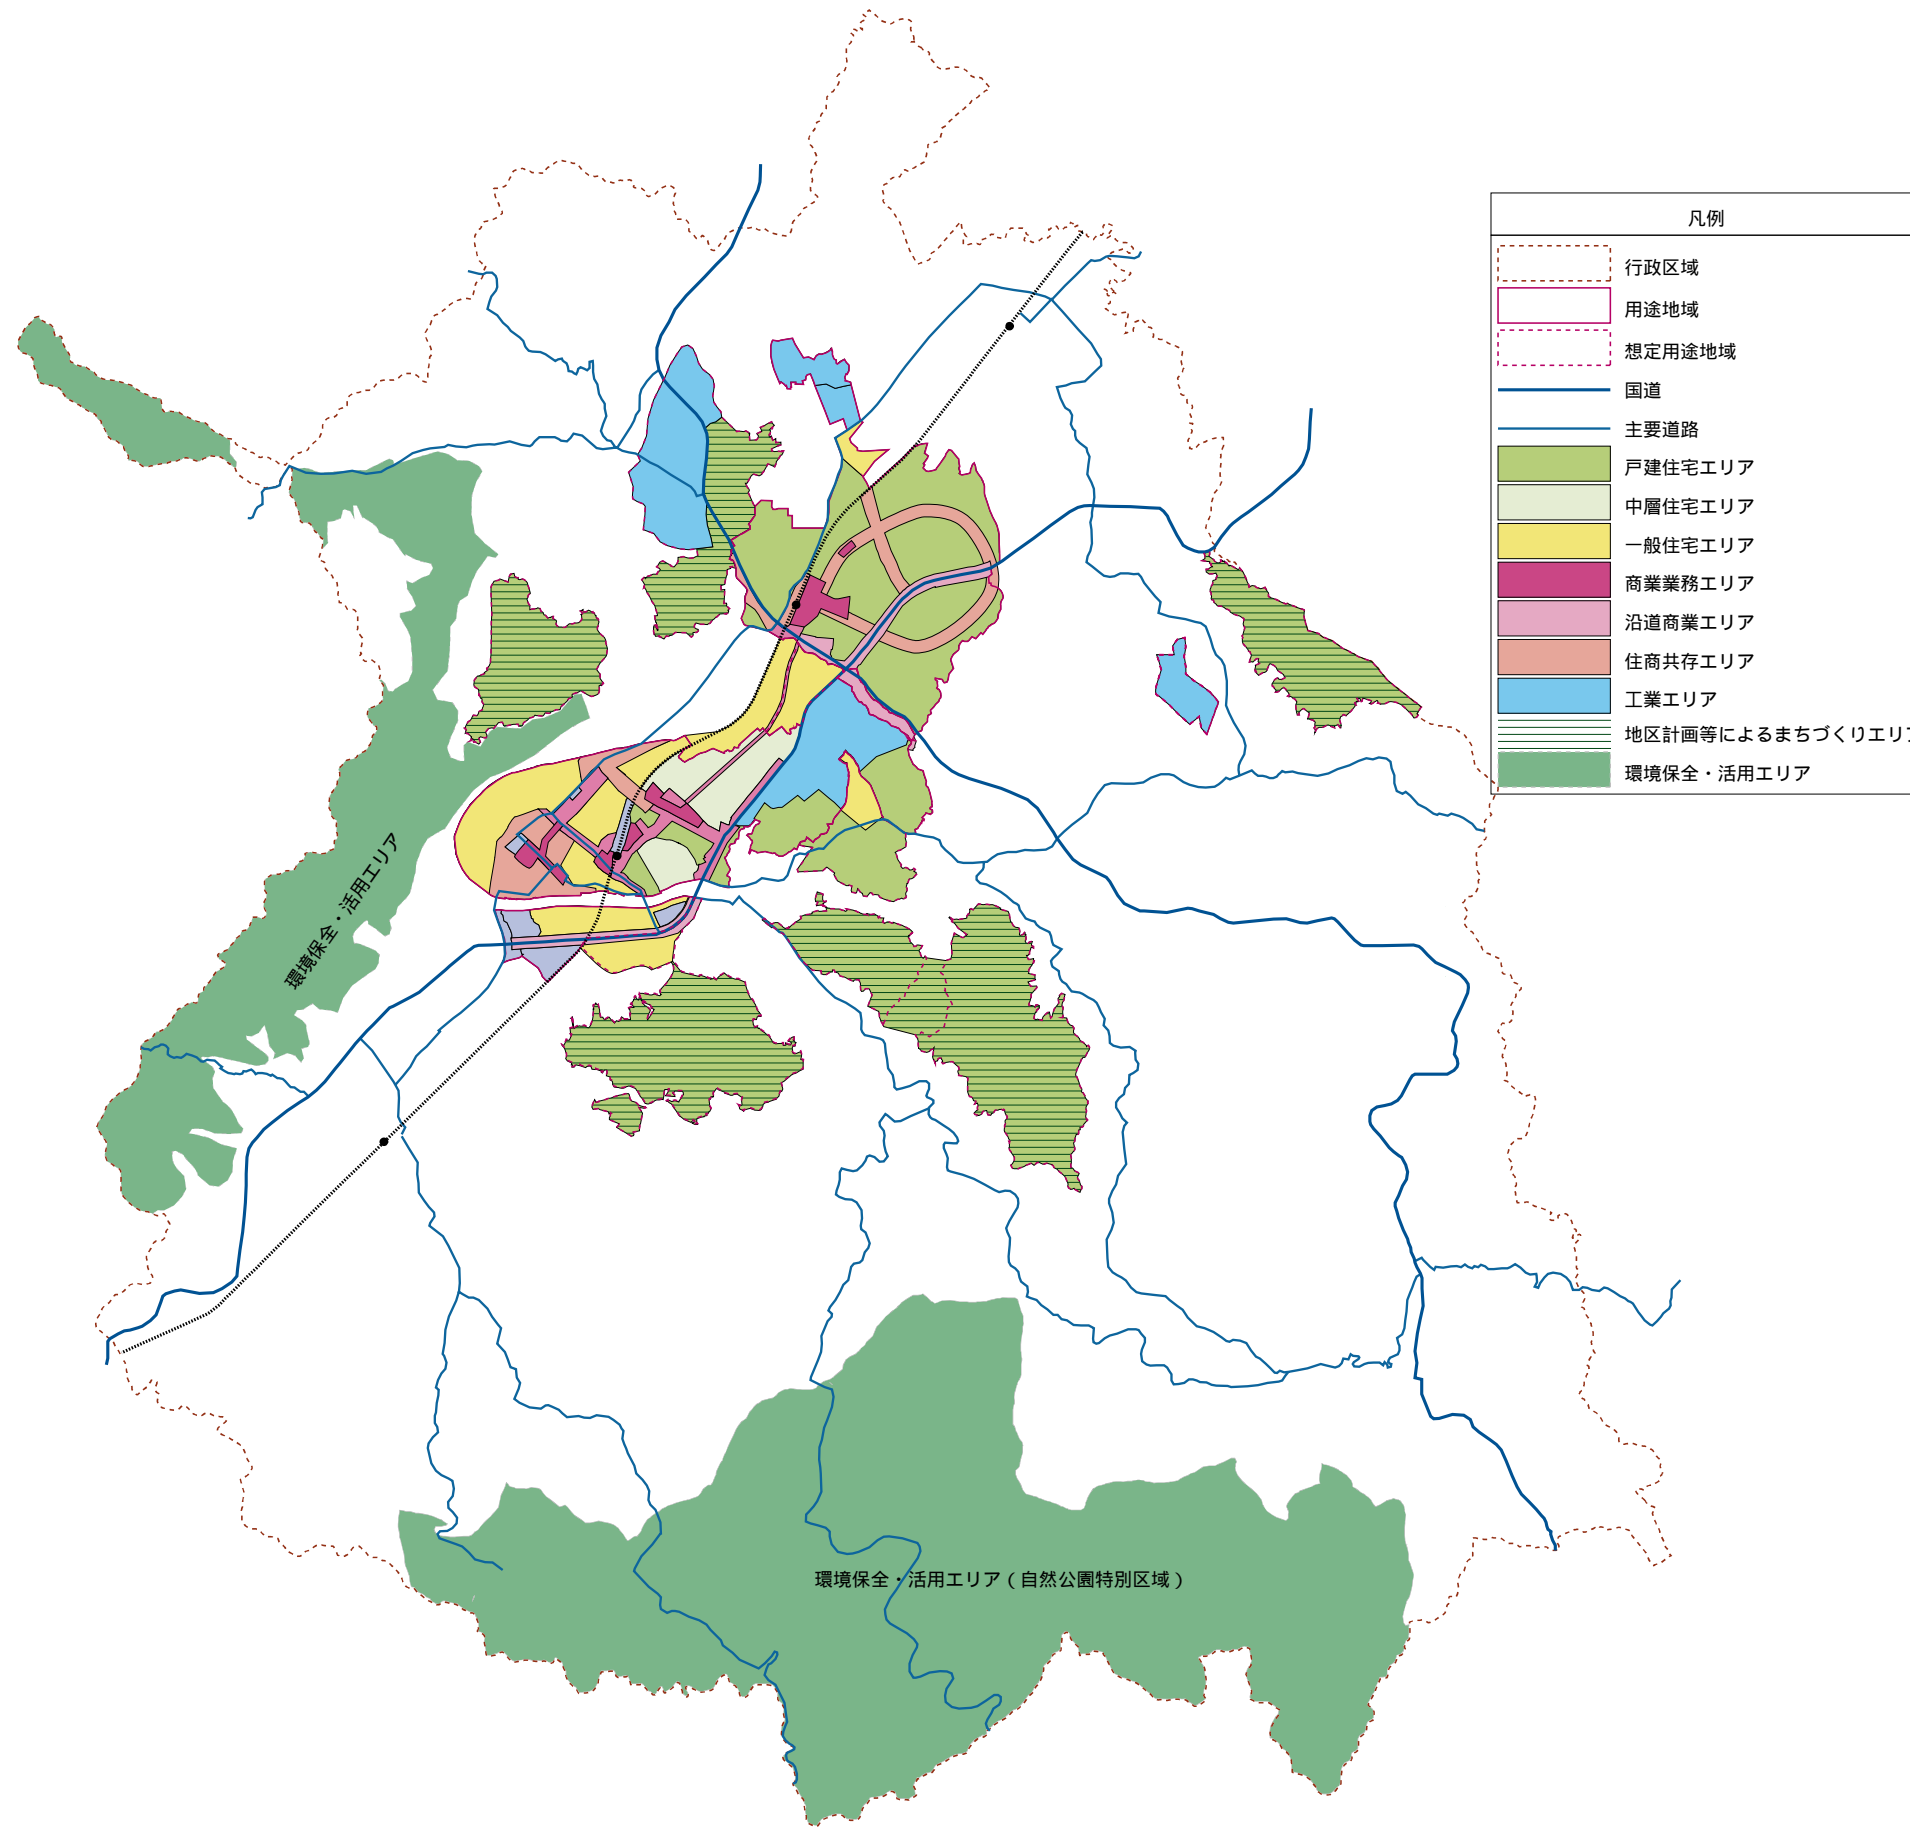 凡例
行政区域
用途地域
想定用途地域
国道
主要道路
戸建住宅エリア
中層住宅エリア
一般住宅エリア
商業業務エリア
沿道商業エリア
住商共存エリア
工業エリア
地区計画等によるまちづくりエリア
環境保全・活用エリア
環境保全・活用エリア
環境保全・活用エリア（自然公園特別区域）